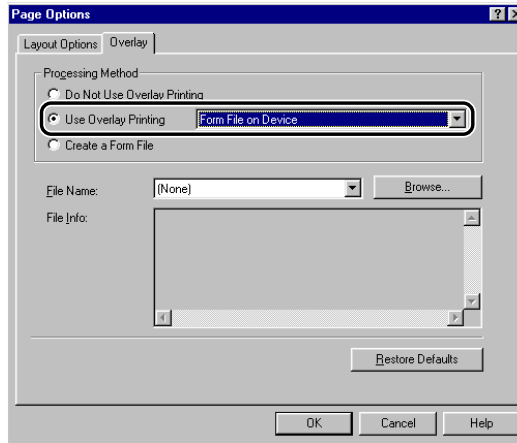 Page Options
Layout Options Overlay
Processing Method
Do Not Use Overlay Printing
Use Overlay Printing Form File on Device
Create a Form File
File Name: (None) Browse...
File Info:
Restore Defaults
OK Cancel Help